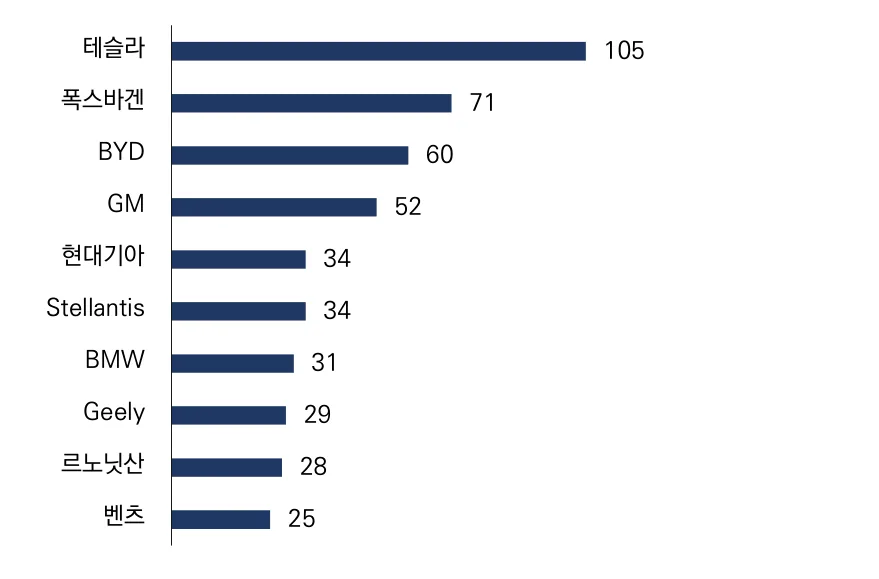 테슬라 105
폭스바겐 71
BYD 60
GM 52
현대기아 34
Stellantis 34
BMW 31
Geely 29
르노닛산 28
벤츠 25